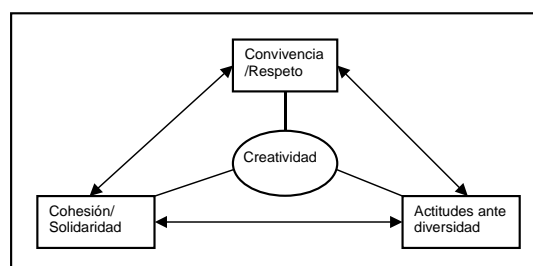 Convivencia
/Respeto
Creatividad
Cohesión/
Solidaridad
Actitudes ante
diversidad